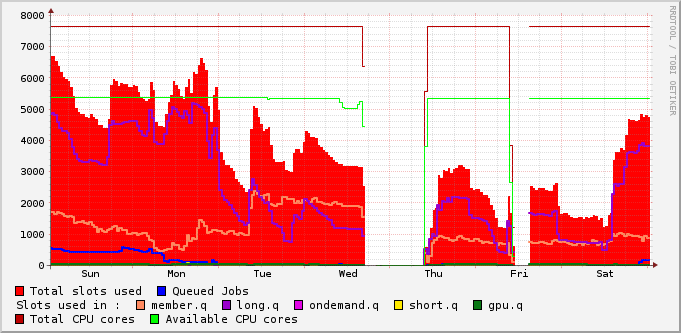 8000
7000
6000
5000
4000
3000
2000
1000
0
Sun Mon Tue Wed Thu Fri Sat
RRDTOOL / TOBI OETIKER
Total slots used Queued Jobs
Slots used in : member.q long.q ondemand.q short.q gpu.q
Total CPU cores Available CPU cores